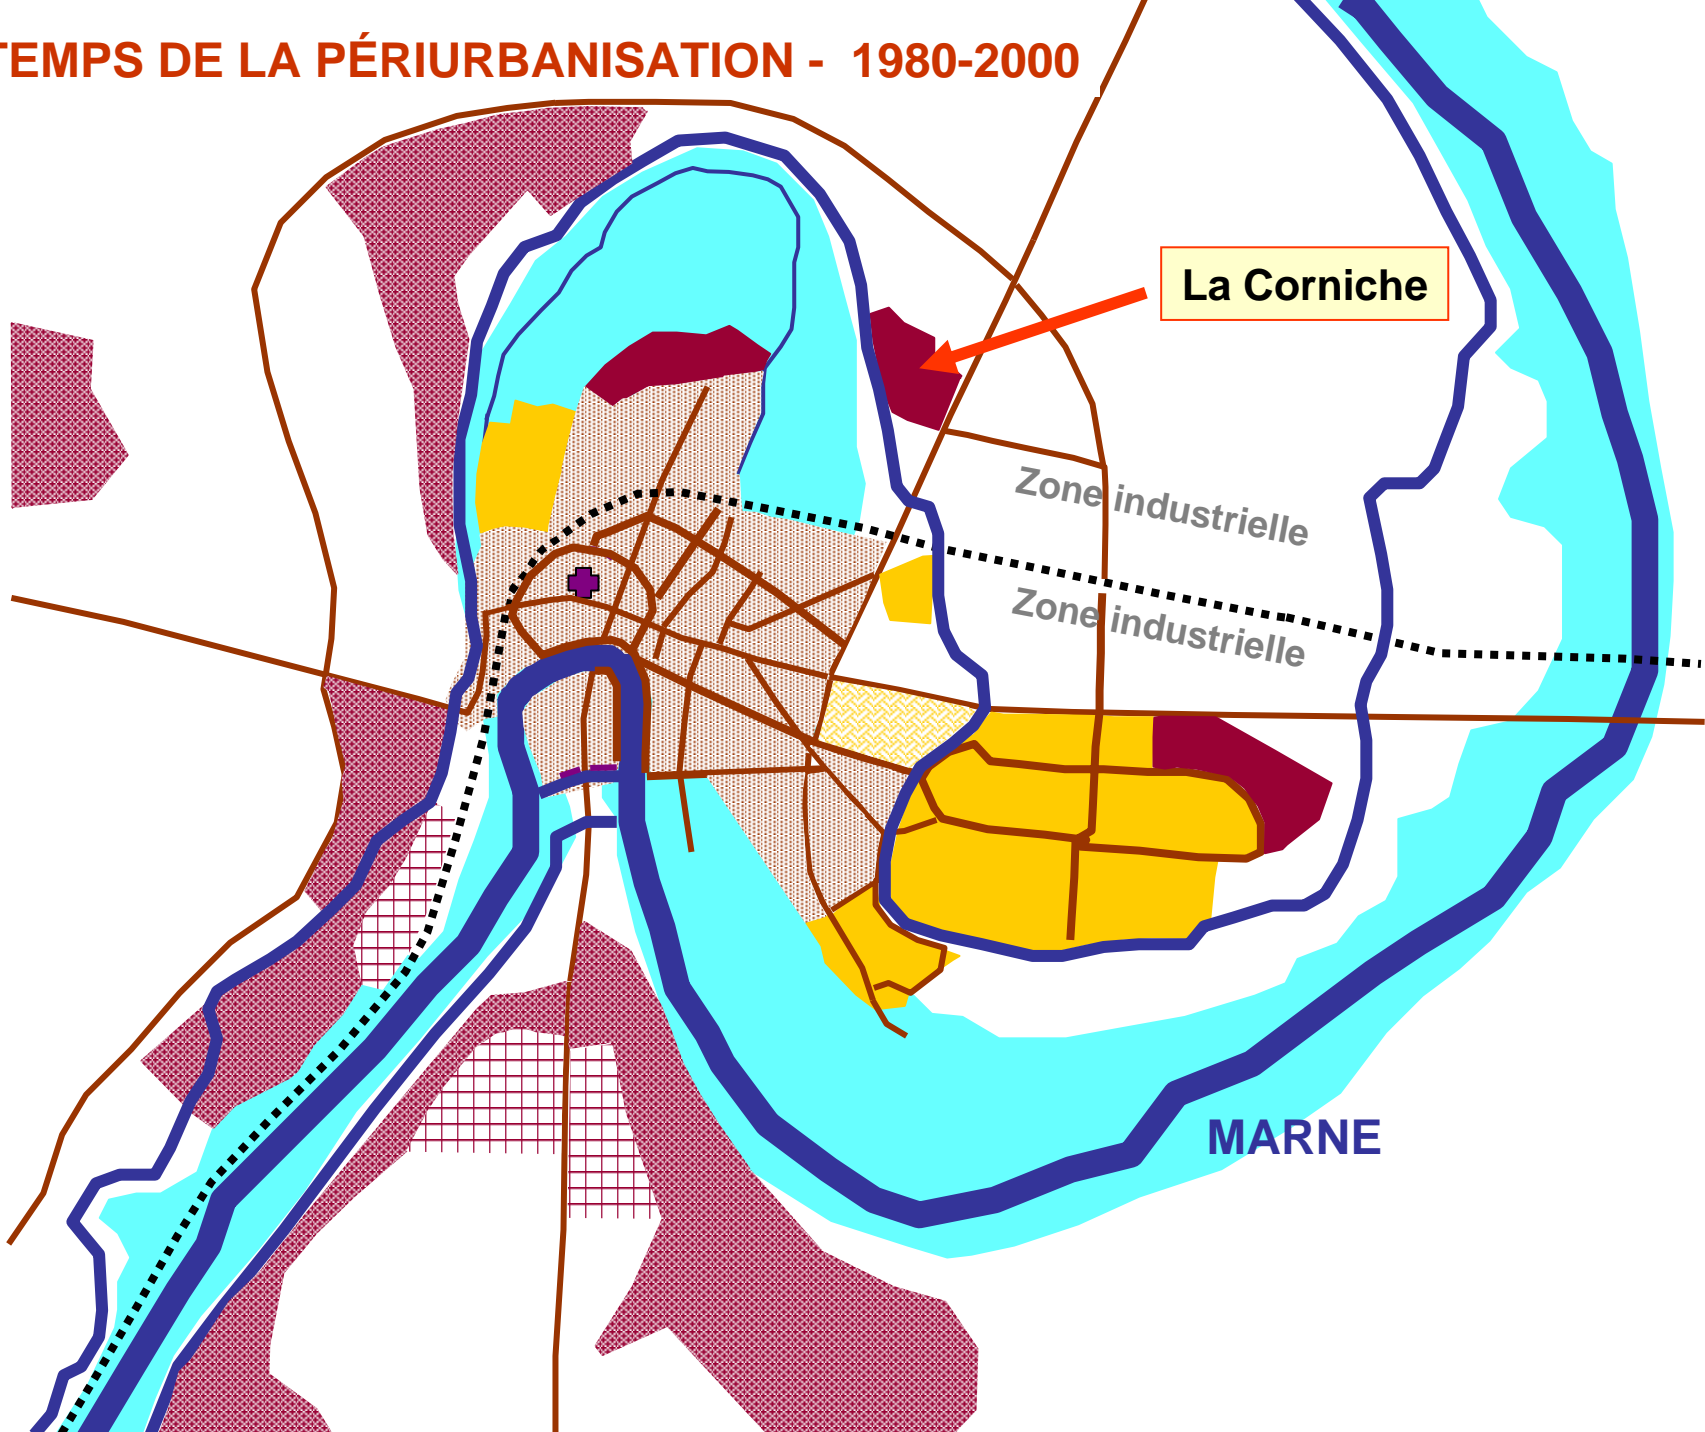 TEMPS DE LA PÉRIURBANISATION - 1980-2000
La Corniche
Zone industrielle
Zone industrielle
MARNE